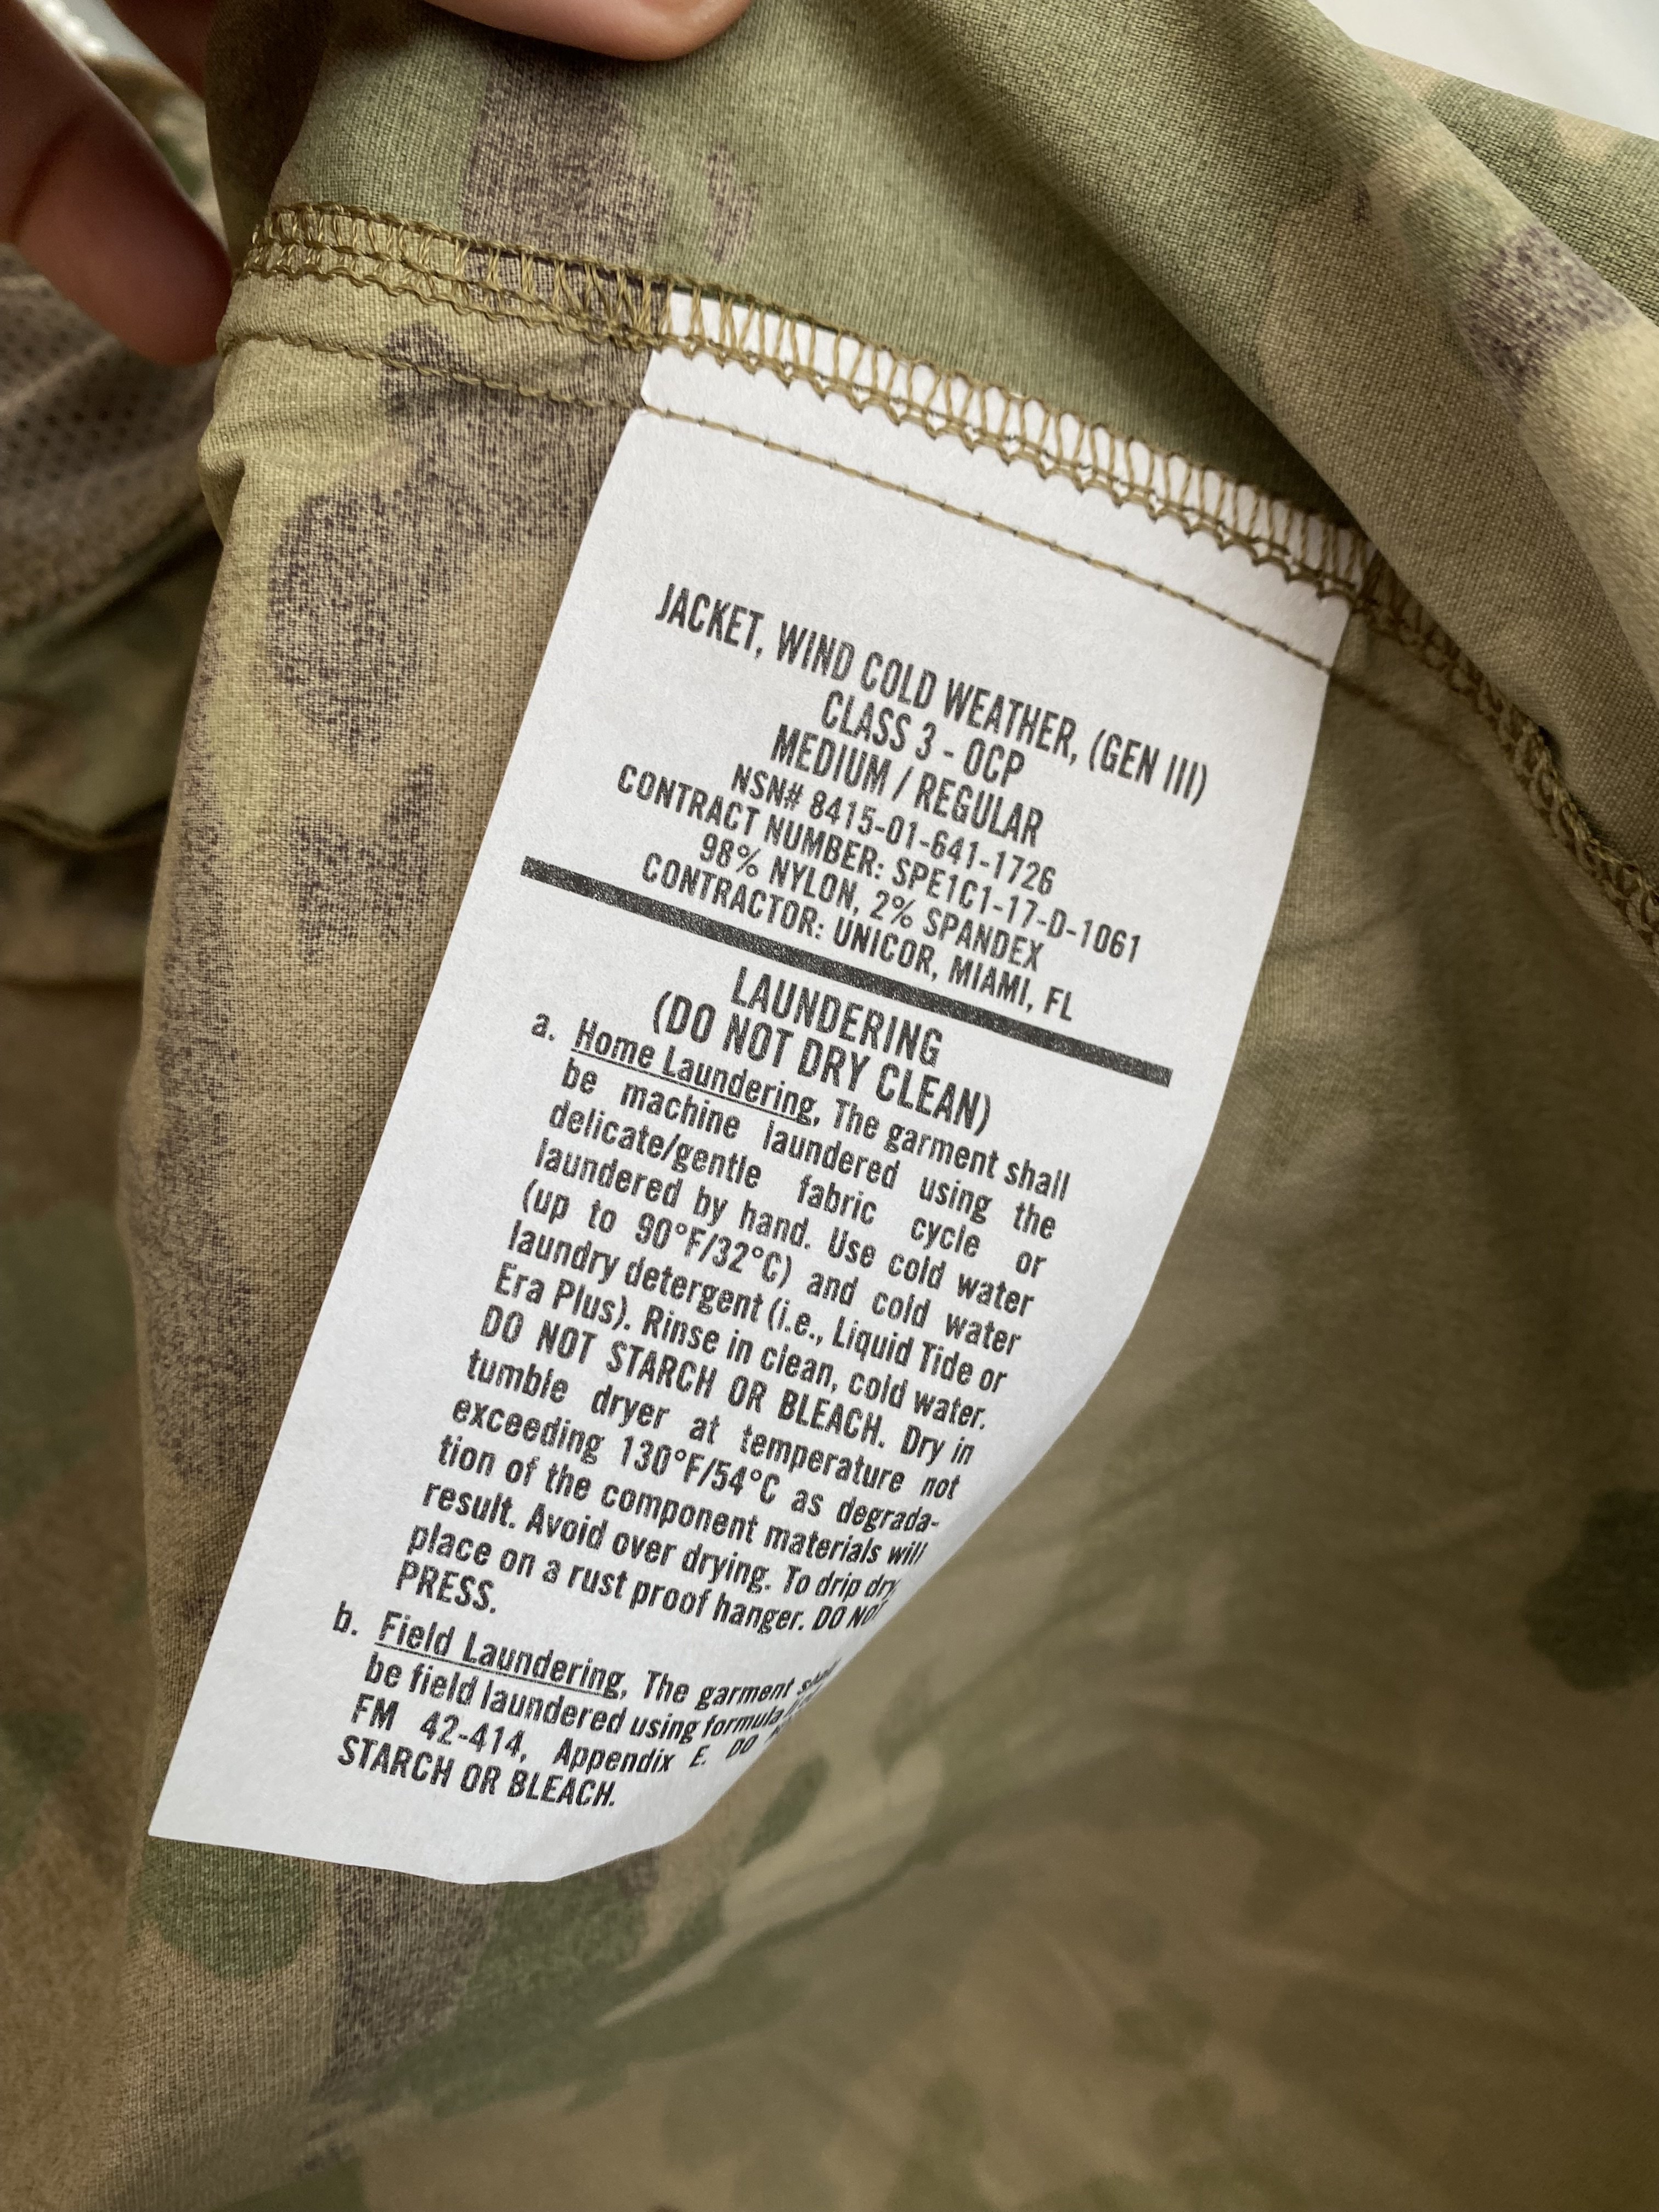 JACKET, WIND COLD WEATHER, (GEN III)
CLASS 3 - OCP
MEDIUM / REGULAR
NSN# 8415-01-641-1726
CONTRACT NUMBER: SPE1C1-17-D-1061
98% NYLON, 2% SPANDEX
CONTRACTOR: UNICOR, MIAMI, FL
LAUNDERING
(DO NOT DRY CLEAN)
a. Home Laundering, The garment shall
be machine laundered using the
delicate/gentle fabric cycle or
laundered by hand. Use cold water
(up to 90°F/32°C) and cold water
laundry detergent (i.e., Liquid Tide or
Era Plus). Rinse in clean, cold water.
DO NOT STARCH OR BLEACH. Dry in
tumble dryer at temperature not
exceeding 130°F/54°C as degrada-
tion of the component materials will
result. Avoid over drying. To drip dry,
place on a rust proof hanger. DO NOT
PRESS.
b. Field Laundering, The garment
be field laundered using formula
FM 42-414, Appendix E. DO
STARCH OR BLEACH.